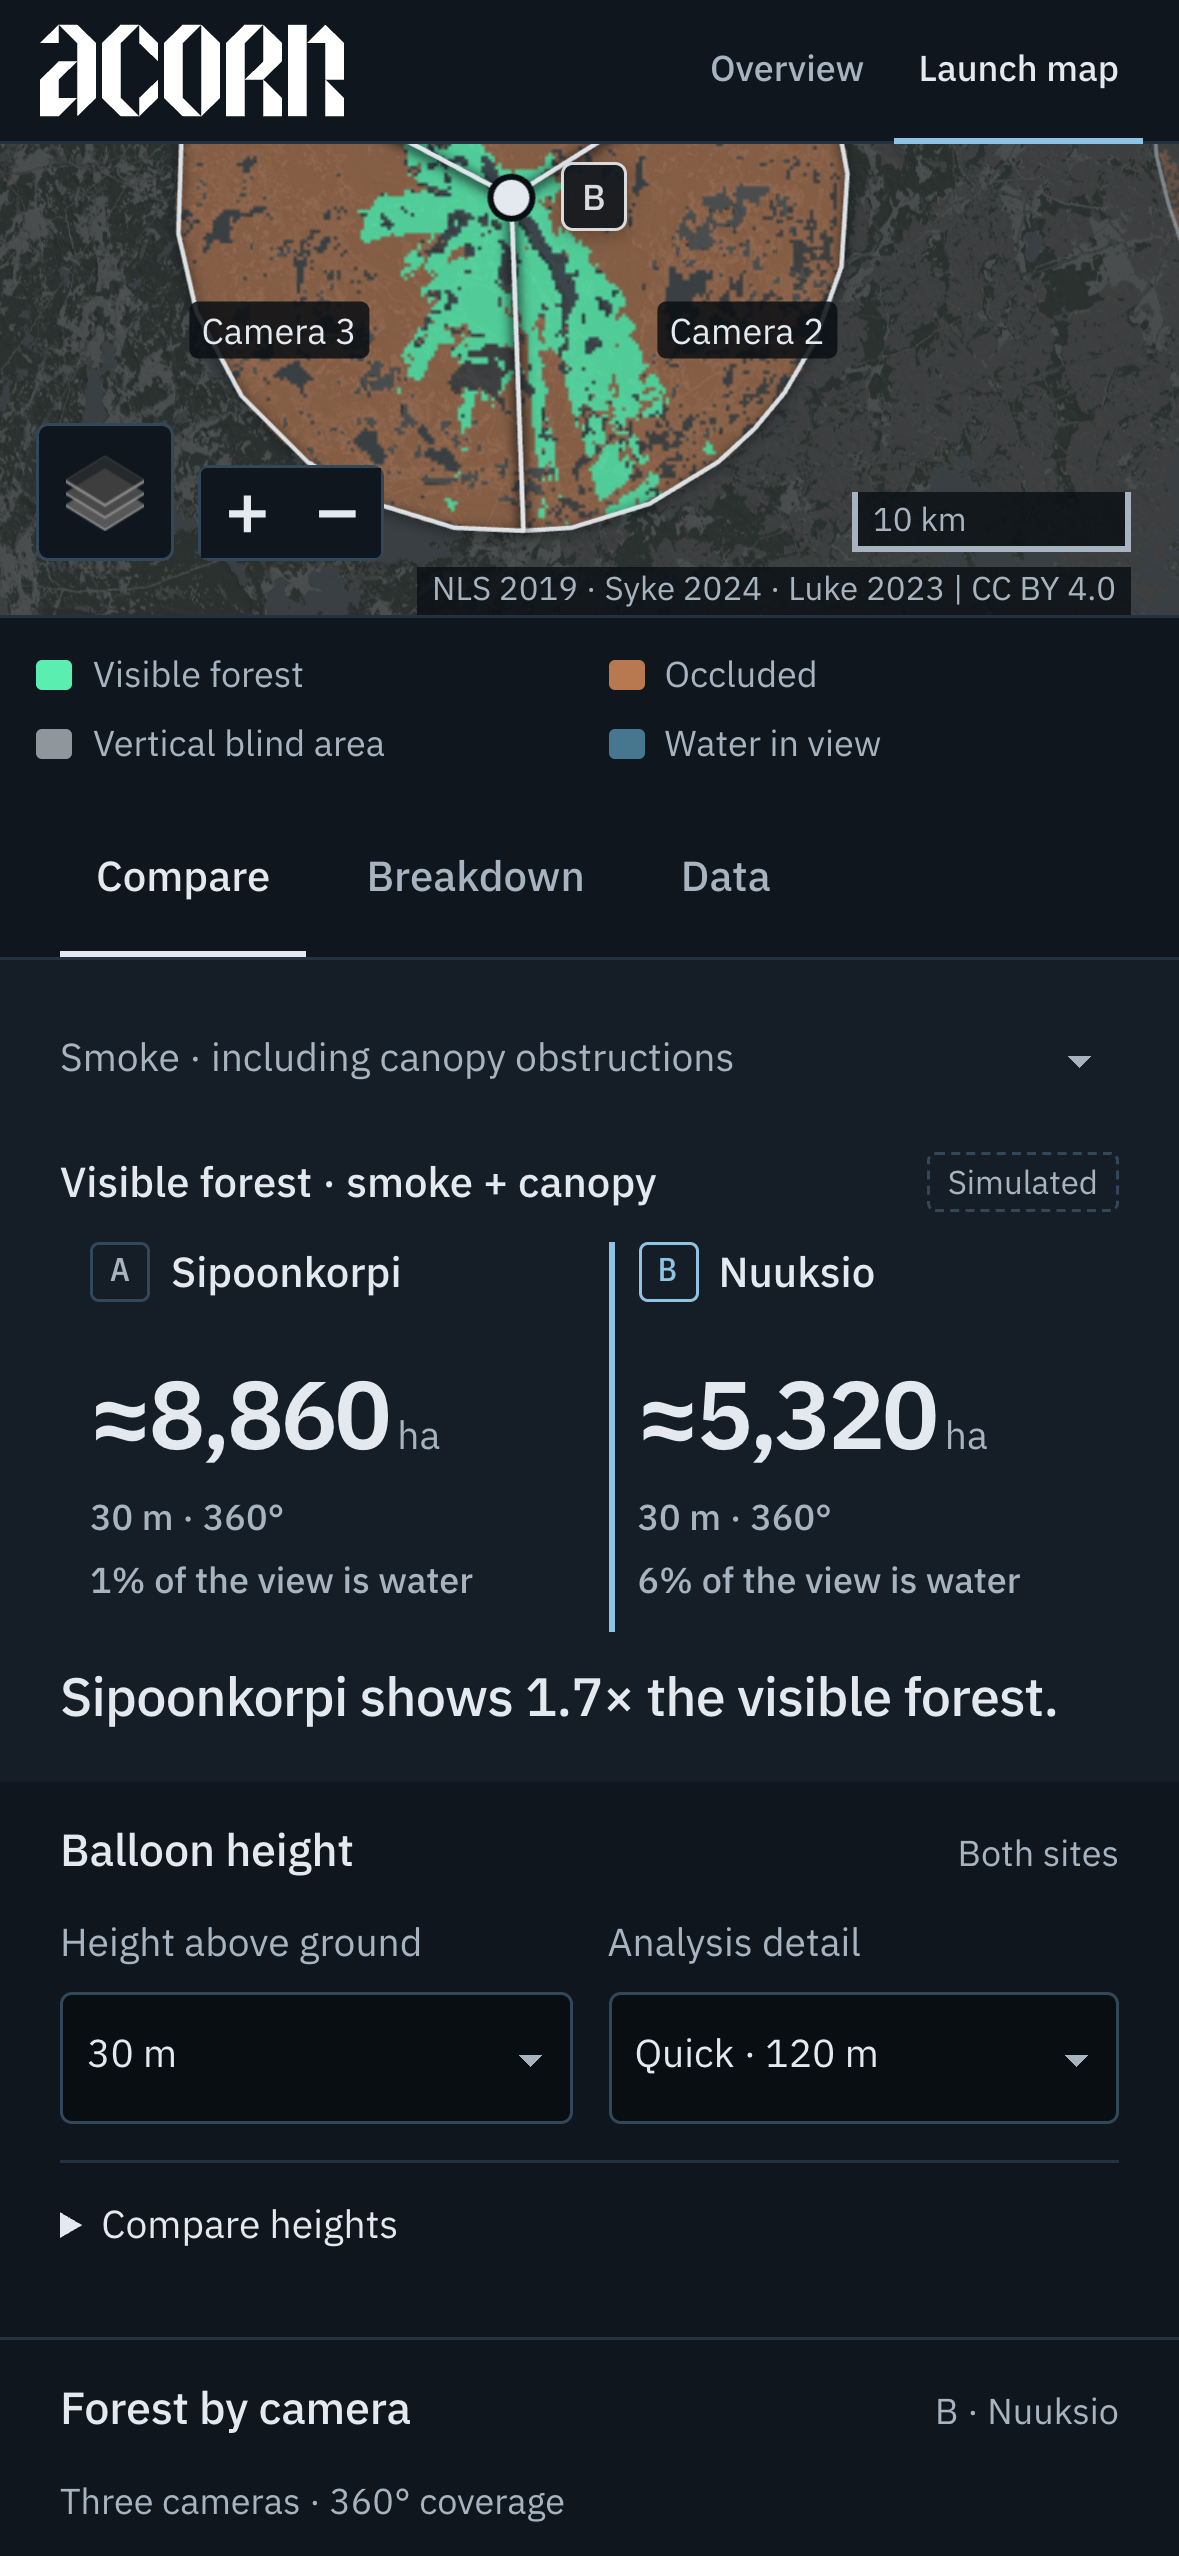 acorn
Overview Launch map
B
Camera 3 Camera 2
+ −
10 km
NLS 2019 · Syke 2024 · Luke 2023 | CC BY 4.0
Visible forest Occluded
Vertical blind area Water in view
Compare Breakdown Data
Smoke · including canopy obstructions
Visible forest · smoke + canopy Simulated
A Sipoonkorpi B Nuuksio
≈8,860 ha ≈5,320 ha
30 m · 360° 30 m · 360°
1% of the view is water 6% of the view is water
Sipoonkorpi shows 1.7× the visible forest.
Balloon height Both sites
Height above ground Analysis detail
30 m Quick · 120 m
Compare heights
Forest by camera B · Nuuksio
Three cameras · 360° coverage